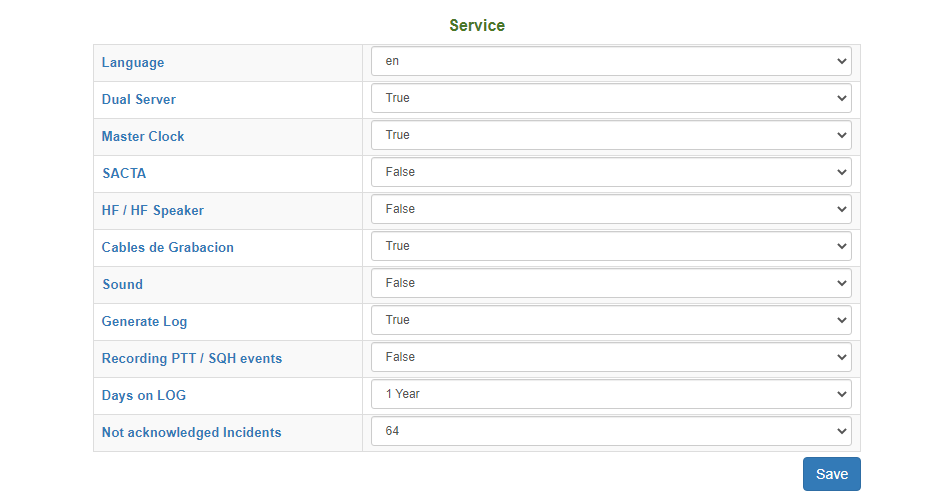 Service
Language en
Dual Server True
Master Clock True
SACTA False
HF / HF Speaker False
Cables de Grabacion True
Sound False
Generate Log True
Recording PTT / SQH events False
Days on LOG 1 Year
Not acknowledged Incidents 64
Save